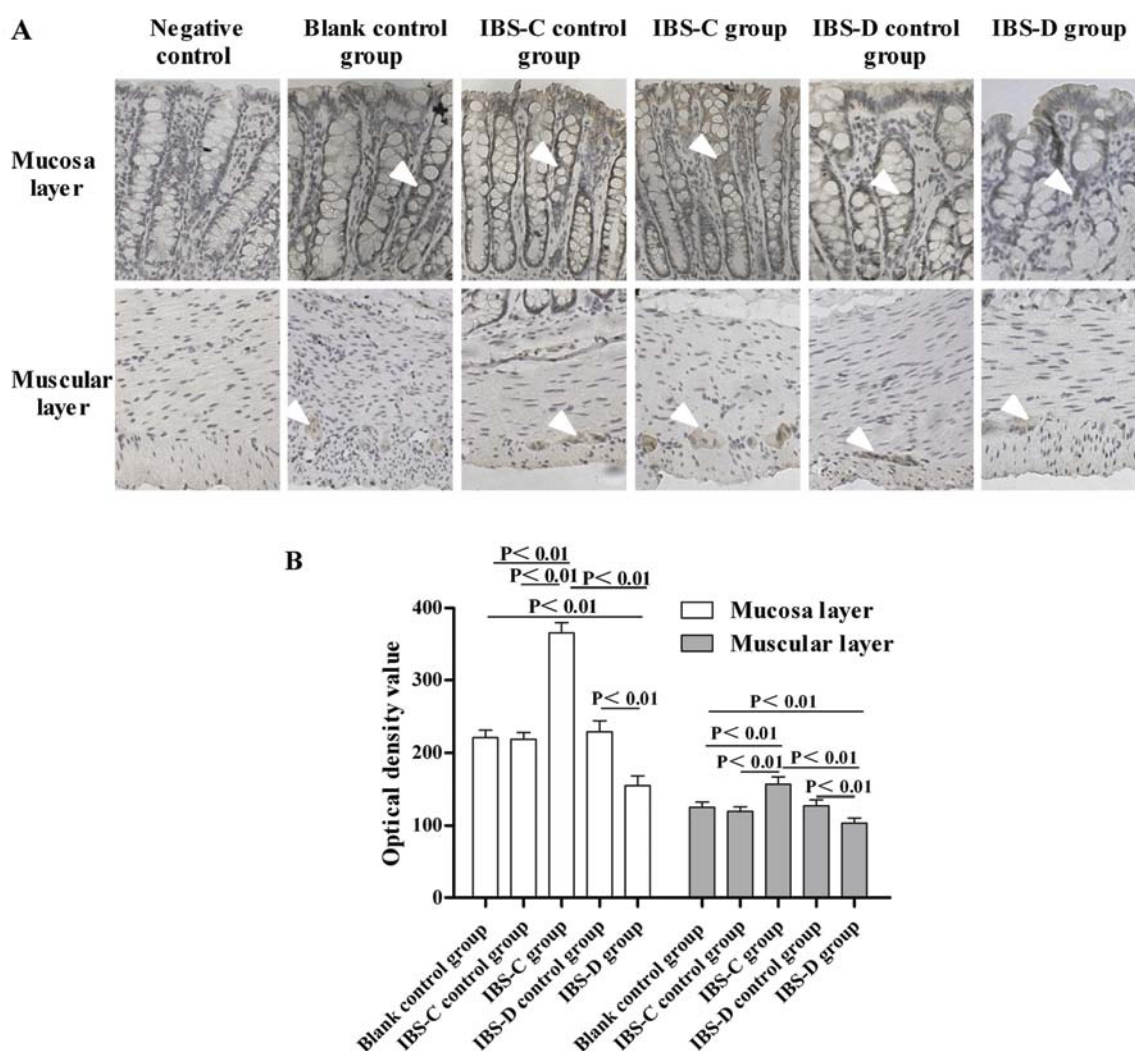 A
Negative
control
Blank control
group
IBS-C control
group
IBS-C group
IBS-D control
group
IBS-D group
Mucosa
layer
Muscular
layer
B
P< 0.01
P< 0.01
P< 0.01
P< 0.01
P< 0.01
P< 0.01
P< 0.01
P< 0.01
P< 0.01
P< 0.01
Mucosa layer
Muscular layer
Optical density value
400
300
200
100
0
Blank control group
IBS-C control group
IBS-C group
IBS-D control group
IBS-D group
Blank control group
IBS-C control group
IBS-C group
IBS-D control group
IBS-D group